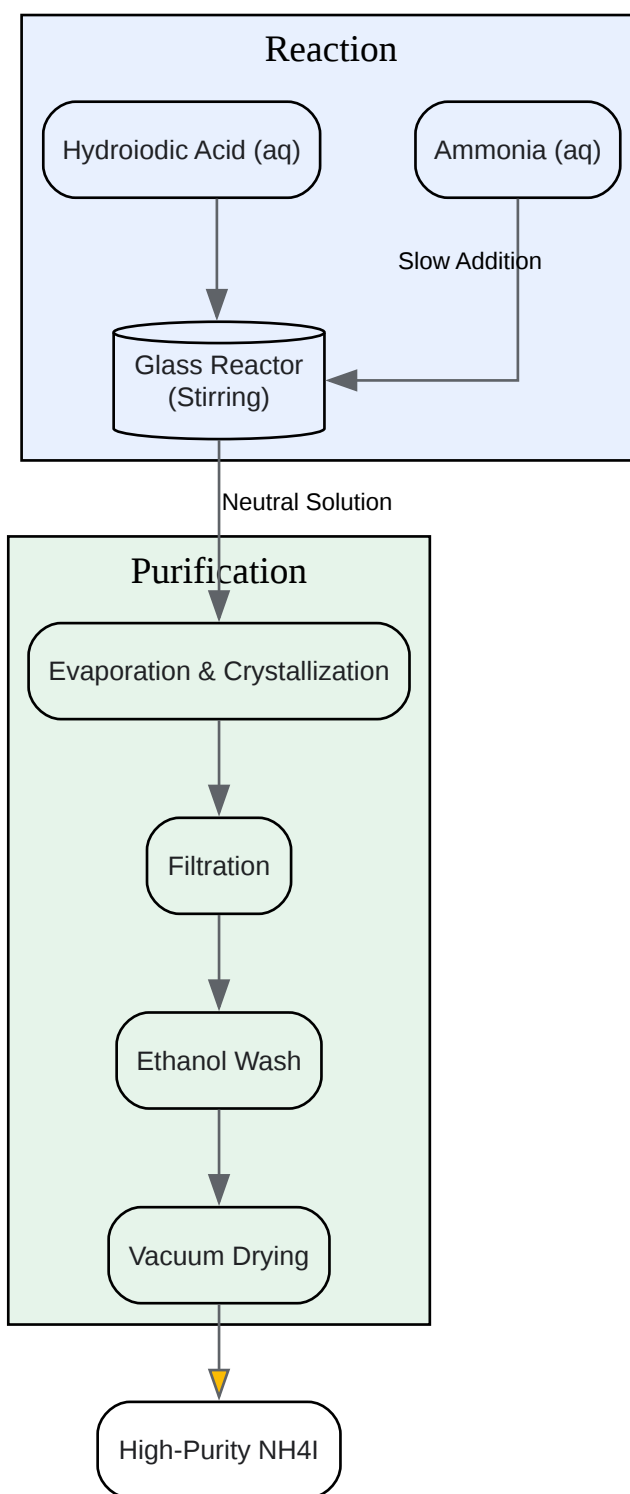 Reaction
Hydroiodic Acid (aq)
Ammonia (aq)
Slow Addition
Glass Reactor
(Stirring)
Neutral Solution
Purification
Evaporation & Crystallization
Filtration
Ethanol Wash
Vacuum Drying
High-Purity NH4I